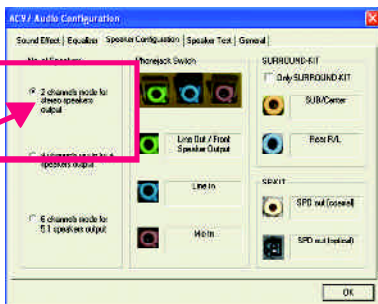 AC97 Audio Configuration
Sound Effect
Equalizer
Speaker Configuration
Speaker Test
General
No. of Speakers
2 channels mode for
stereo speakers
output
speakers output
6 channels mode for
5.1 speakers output
Phonejack Switch
Line Out / Front
Speaker Output
Line In
Mic In
SURROUND-KIT
Only SURROUND-KIT
SUB/Center
Rear R/L
SPKIT
SPD out (coaxial)
SPD out (optical)
OK